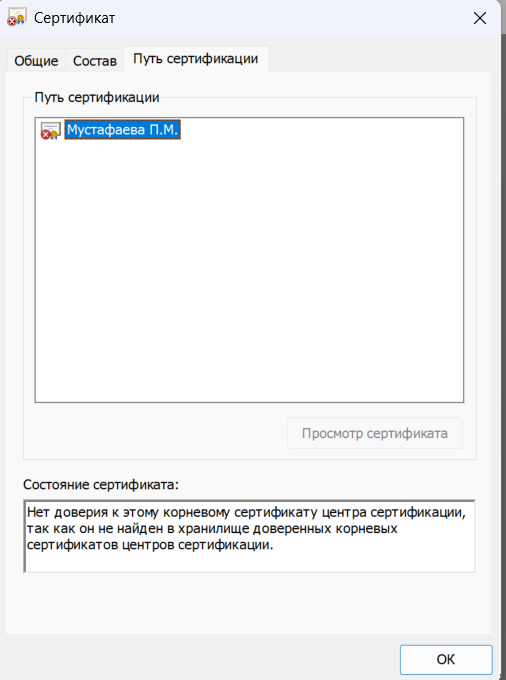 Сертификат
Общие Состав Путь сертификации
Путь сертификации
Мустафаева П.М.
Просмотр сертификата
Состояние сертификата:
Нет доверия к этому корневому сертификату центра сертификации,
так как он не найден в хранилище доверенных корневых
сертификатов центров сертификации.
ОК